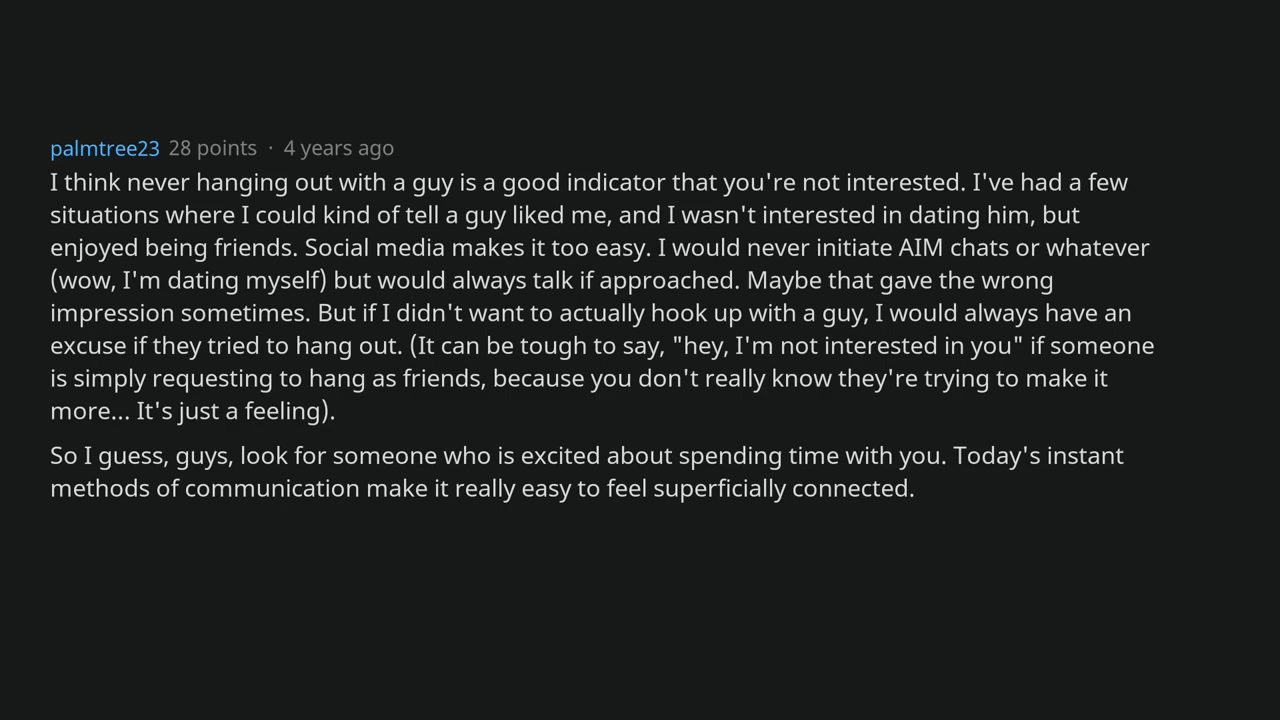 palmtree23 28 points · 4 years ago
I think never hanging out with a guy is a good indicator that you're not interested. I've had a few
situations where I could kind of tell a guy liked me, and I wasn't interested in dating him, but
enjoyed being friends. Social media makes it too easy. I would never initiate AIM chats or whatever
(wow, I'm dating myself) but would always talk if approached. Maybe that gave the wrong
impression sometimes. But if I didn't want to actually hook up with a guy, I would always have an
excuse if they tried to hang out. (It can be tough to say, "hey, I'm not interested in you" if someone
is simply requesting to hang as friends, because you don't really know they're trying to make it
more... It's just a feeling).
So I guess, guys, look for someone who is excited about spending time with you. Today's instant
methods of communication make it really easy to feel superficially connected.